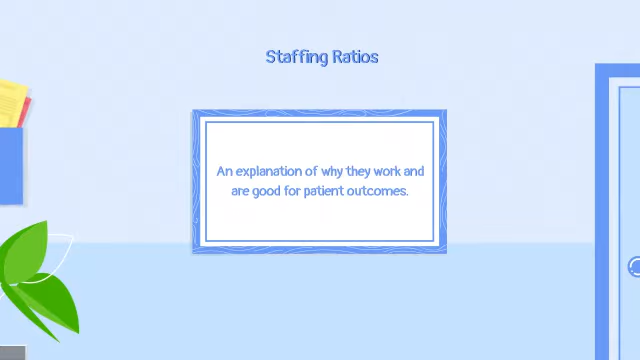 Staffing Ratios
An explanation of why they work and
are good for patient outcomes.